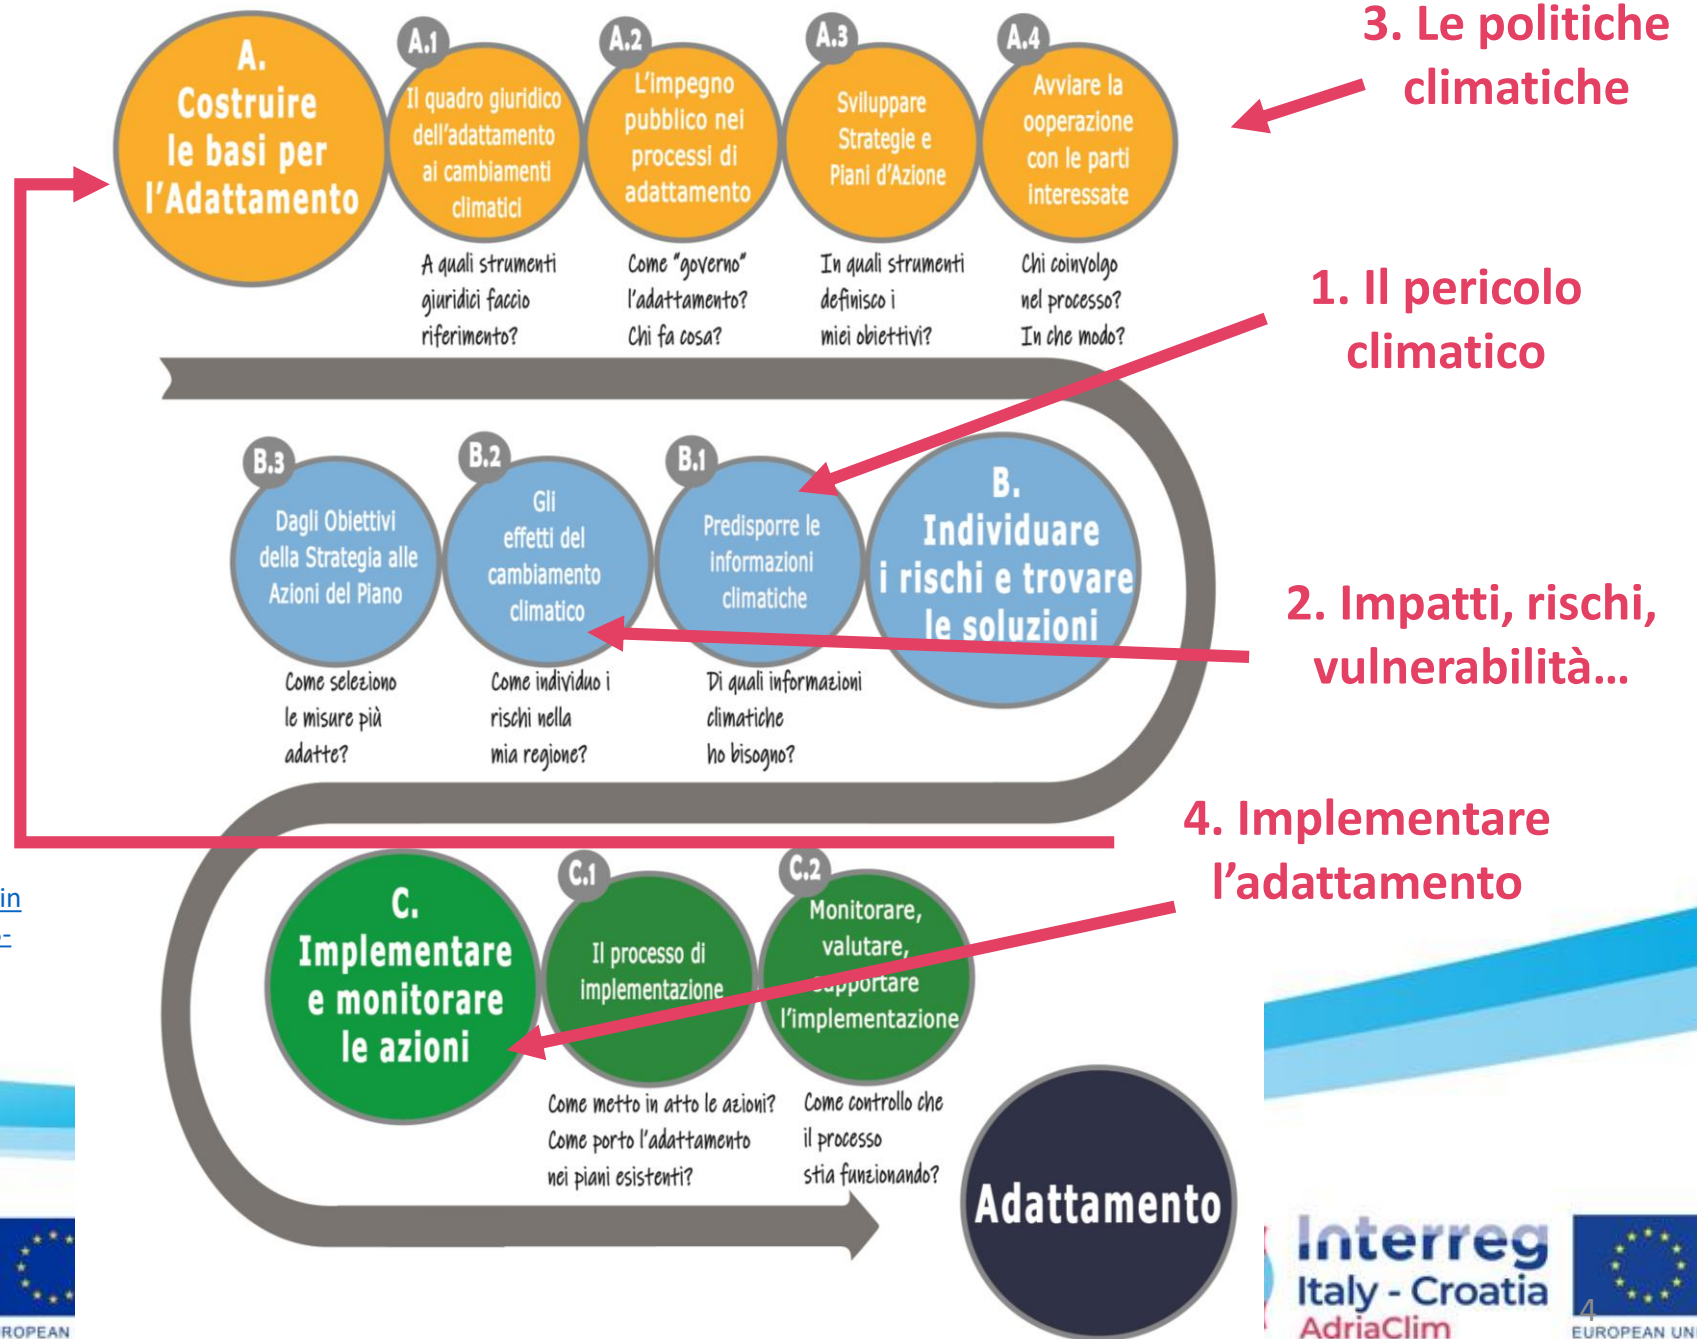 3. Le politiche
climatiche
A.
Costruire
le basi per
l'Adattamento
A.1
Il quadro giuridico
dell'adattamento
ai cambiamenti
climatici
A.2
L'impegno
pubblico nei
processi di
adattamento
A.3
Sviluppare
Strategie e
Piani d'Azione
A.4
Avviare la
ooperazione
con le parti
interessate
A quali strumenti
giuridici faccio
riferimento?
Come "governo"
l'adattamento?
Chi fa cosa?
In quali strumenti
definisco i
miei obiettivi?
Chi coinvolgo
nel processo?
In che modo?
1. Il pericolo
climatico
B.3
Dagli Obiettivi
della Strategia alle
Azioni del Piano
B.2
Gli
effetti del
cambiamento
climatico
B.1
Predisporre le
informazioni
climatiche
B.
Individuare
i rischi e trovare
le soluzioni
Come seleziono
le misure più
adatte?
Come individuo i
rischi nella
mia regione?
Di quali informazioni
climatiche
ho bisogno?
2. Impatti, rischi,
vulnerabilità...
4. Implementare
l'adattamento
in
C.
Implementare
e monitorare
le azioni
C.1
Il processo di
implementazione
C.2
Monitorare,
valutare,
supportare
l'implementazione
Come metto in atto le azioni?
Come porto l'adattamento
nei piani esistenti?
Come controllo che
il processo
stia funzionando?
Adattamento
Interreg
Italy - Croatia
AdriaClim
4
EUROPEAN UNI
ROPEAN